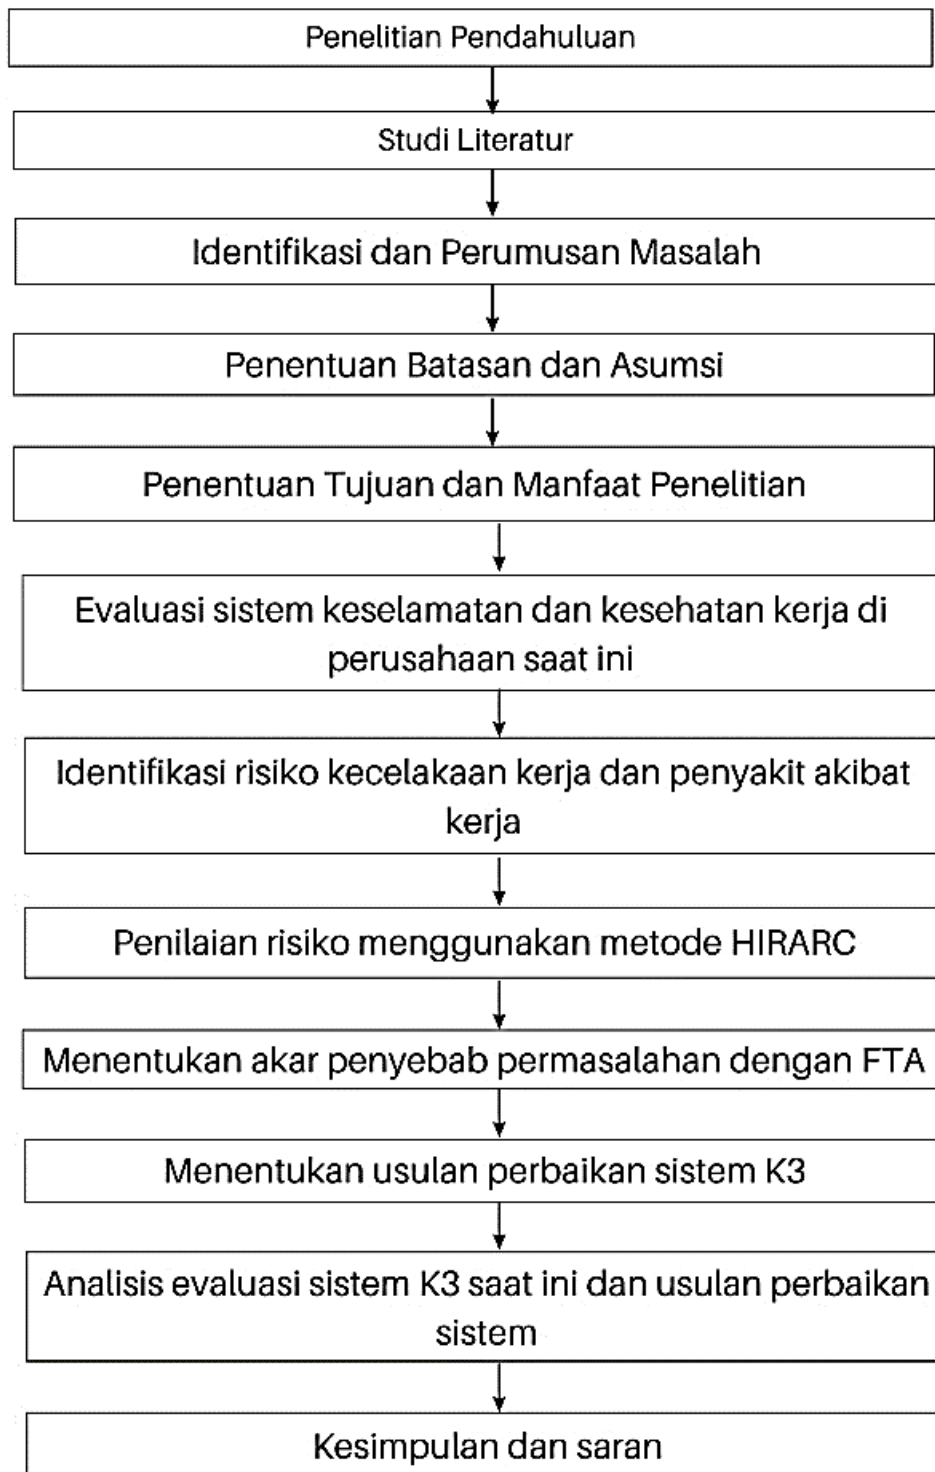 Penelitian Pendahuluan
Studi Literatur
Identifikasi dan Perumusan Masalah
Penentuan Batasan dan Asumsi
Penentuan Tujuan dan Manfaat Penelitian
Evaluasi sistem keselamatan dan kesehatan kerja di
perusahaan saat ini
Identifikasi risiko kecelakaan kerja dan penyakit akibat
kerja
Penilaian risiko menggunakan metode HIRARC
Menentukan akar penyebab permasalahan dengan FTA
Menentukan usulan perbaikan sistem K3
Analisis evaluasi sistem K3 saat ini dan usulan perbaikan
sistem
Kesimpulan dan saran